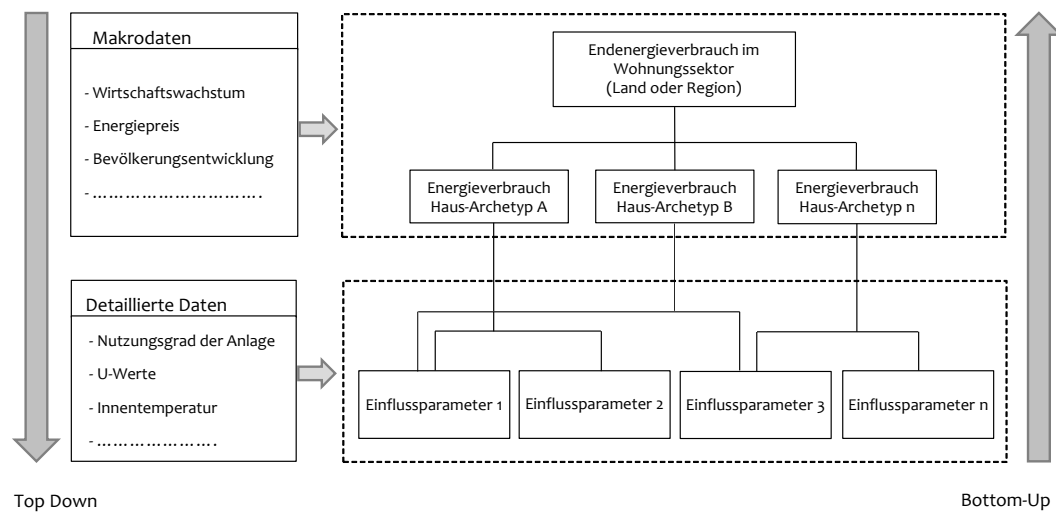 Makrodaten
- Wirtschaftswachstum
- Energiepreis
- Bevölkerungsentwicklung
- ………………………….
Endenergieverbrauch im
Wohnungssektor
(Land oder Region)
Energieverbrauch
Haus-Archetyp A
Energieverbrauch
Haus-Archetyp B
Energieverbrauch
Haus-Archetyp n
Detaillierte Daten
- Nutzungsgrad der Anlage
- U-Werte
- Innentemperatur
- ………………….
Einflussparameter 1
Einflussparameter 2
Einflussparameter 3
Einflussparameter n
Top Down
Bottom-Up